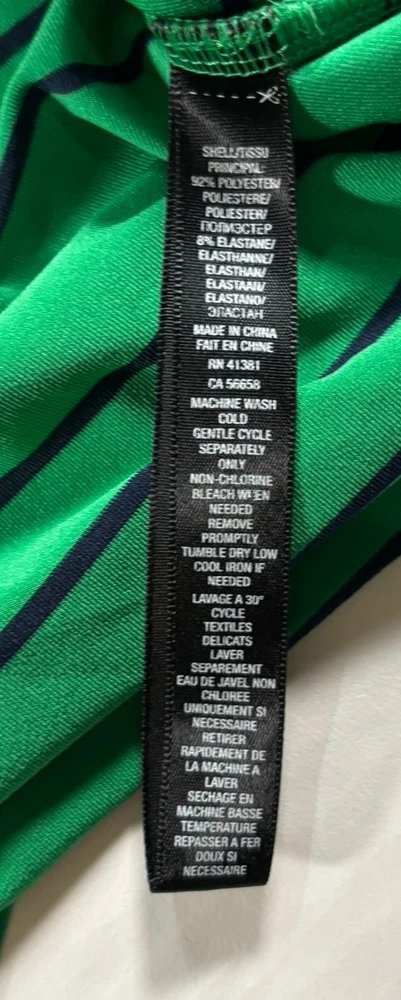 SHELL/TISSU
PRINCIPAL:
92% POLYESTER/
POLIESTERE/
POLIESTER/
ПОЛИЭСТЕР
8% ELASTANE/
ELASTHANNE/
ELASTHAN/
ELASTAAN/
ELASTANO/
ЭЛАСТАН
MADE IN CHINA
FAIT EN CHINE
RN 41381
CA 56658
MACHINE WASH
COLD
GENTLE CYCLE
SEPARATELY
ONLY
NON-CHLORINE
BLEACH WHEN
NEEDED
REMOVE
PROMPTLY
TUMBLE DRY LOW
COOL IRON IF
NEEDED
LAVAGE A 30°
CYCLE
TEXTILES
DELICATS
LAVER
SEPAREMENT
EAU DE JAVEL NON
CHLOREE
UNIQUEMENT SI
NECESSAIRE
RETIRER
RAPIDEMENT DE
LA MACHINE A
LAVER
SECHAGE EN
MACHINE BASSE
TEMPERATURE
REPASSER A FER
DOUX SI
NECESSAIRE